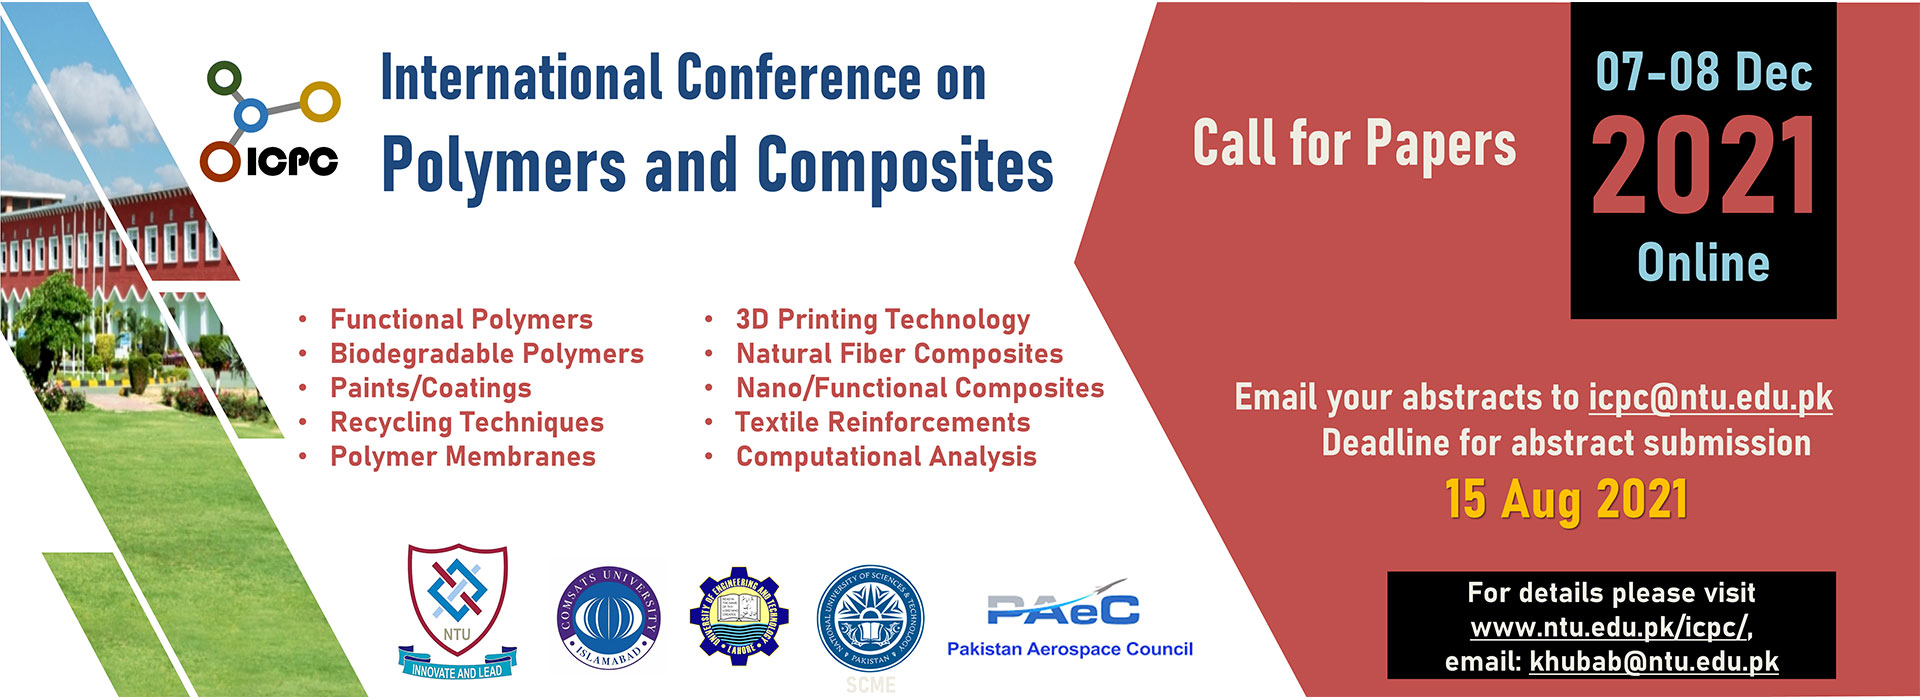 ICPC
International Conference on
Polymers and Composites
Call for Papers
07-08 Dec
2021
Online
• Functional Polymers
• Biodegradable Polymers
• Paints/Coatings
• Recycling Techniques
• Polymer Membranes
• 3D Printing Technology
• Natural Fiber Composites
• Nano/Functional Composites
• Textile Reinforcements
• Computational Analysis
Email your abstracts to icpc@ntu.edu.pk
Deadline for abstract submission
15 Aug 2021
NTU
INNOVATE AND LEAD
COMSATS UNIVERSITY
ISLAMABAD
UNIVERSITY OF ENGINEERING AND TECHNOLOGY
LAHORE
NATIONAL UNIVERSITY OF SCIENCES & TECHNOLOGY
PAKISTAN
SCME
PAeC
Pakistan Aerospace Council
For details please visit
www.ntu.edu.pk/icpc/,
email: khubab@ntu.edu.pk